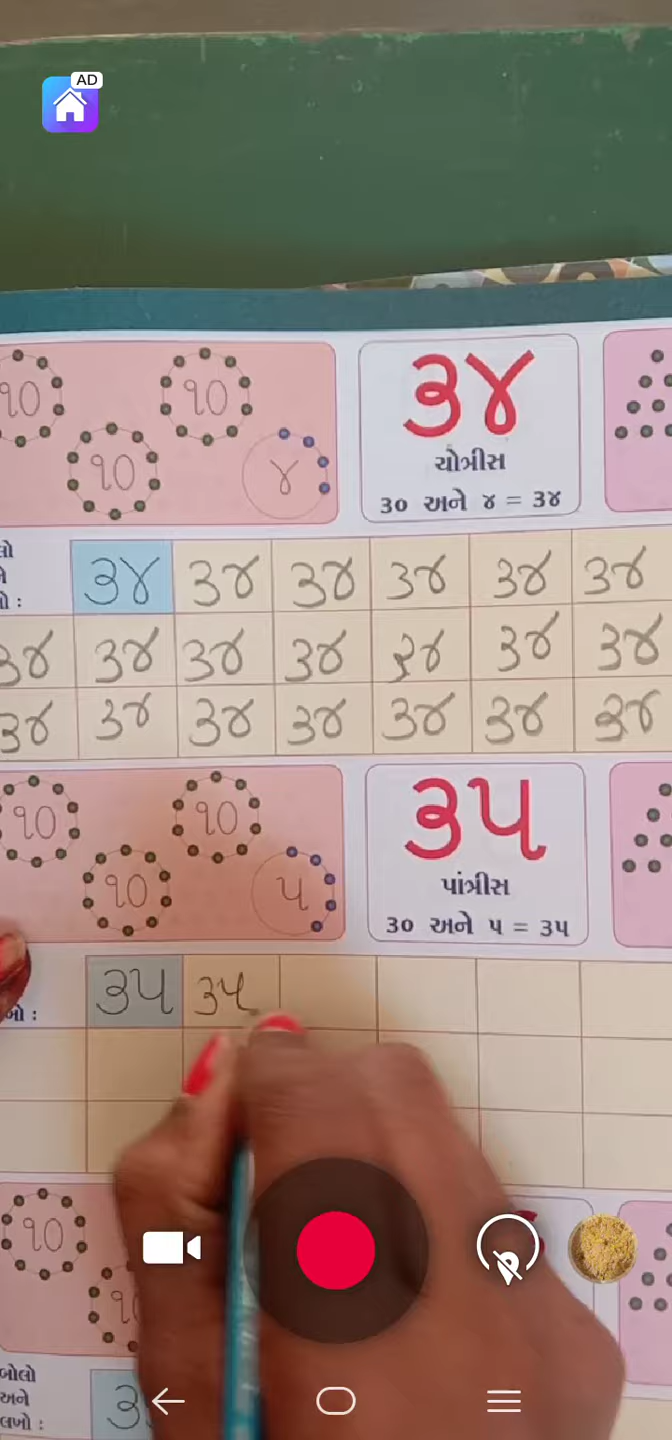 AD
૧૦ ૧૦
૩૪
૧૦ ૪
ચોત્રીસ
૩૦ અને ૪ = ૩૪
૩૪ ૩૪ ૩૪ ૩૪ ૩૪ ૩૪
૩૪ ૩૪ ૩૪ ૩૪ ૩૪ ૩૪ ૩૪
૩૪ ૩૪ ૩૪ ૩૪ ૩૪ ૩૪ ૩૪
૧૦ ૧૦
૩૫
૧૦ ૫
પાંત્રીસ
૩૦ અને ૫ = ૩૫
૩૫ ૩૫
૧૦
બોલો
અને
લખો :